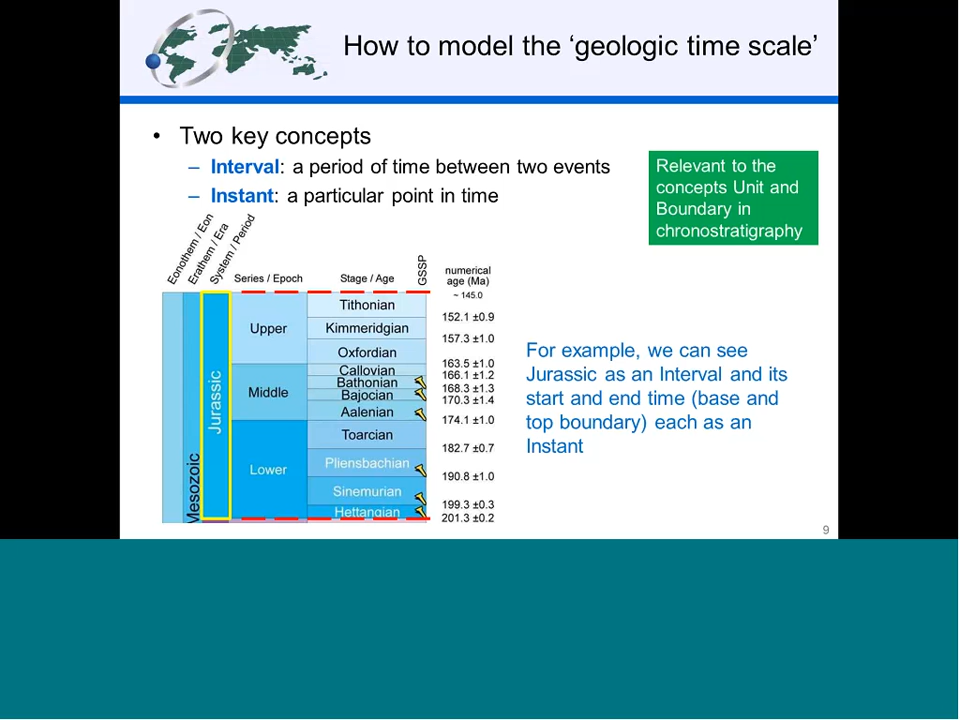 How to model the ‘geologic time scale’
• Two key concepts
– Interval: a period of time between two events
– Instant: a particular point in time
Relevant to the
concepts Unit and
Boundary in
chronostratigraphy
Eonothem / Eon
Erathem / Era
System / Period
Series / Epoch
Stage / Age
GSSP
numerical
age (Ma)
~ 145.0
Mesozoic
Jurassic
Upper
Middle
Lower
Tithonian
152.1 ±0.9
Kimmeridgian
157.3 ±1.0
Oxfordian
163.5 ±1.0
Callovian
166.1 ±1.2
Bathonian
168.3 ±1.3
Bajocian
170.3 ±1.4
Aalenian
174.1 ±1.0
Toarcian
182.7 ±0.7
Pliensbachian
190.8 ±1.0
Sinemurian
199.3 ±0.3
Hettangian
201.3 ±0.2
For example, we can see
Jurassic as an Interval and its
start and end time (base and
top boundary) each as an
Instant
9